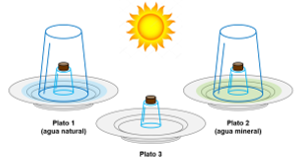 Plato 1
(agua natural)
Plato 2
(agua mineral)
Plato 3